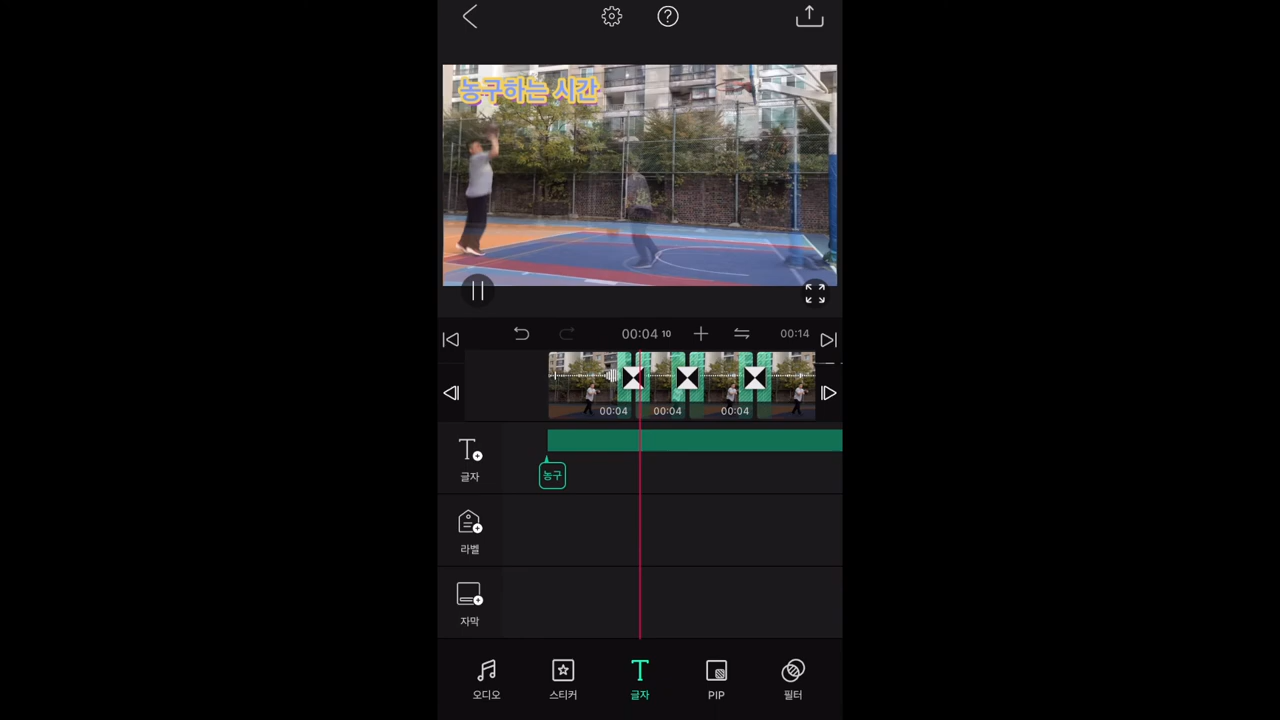 농구하는 시간
00:04 10
00:14
00:04
00:04
00:04
글자
농구
라벨
자막
오디오
스티커
글자
PIP
필터